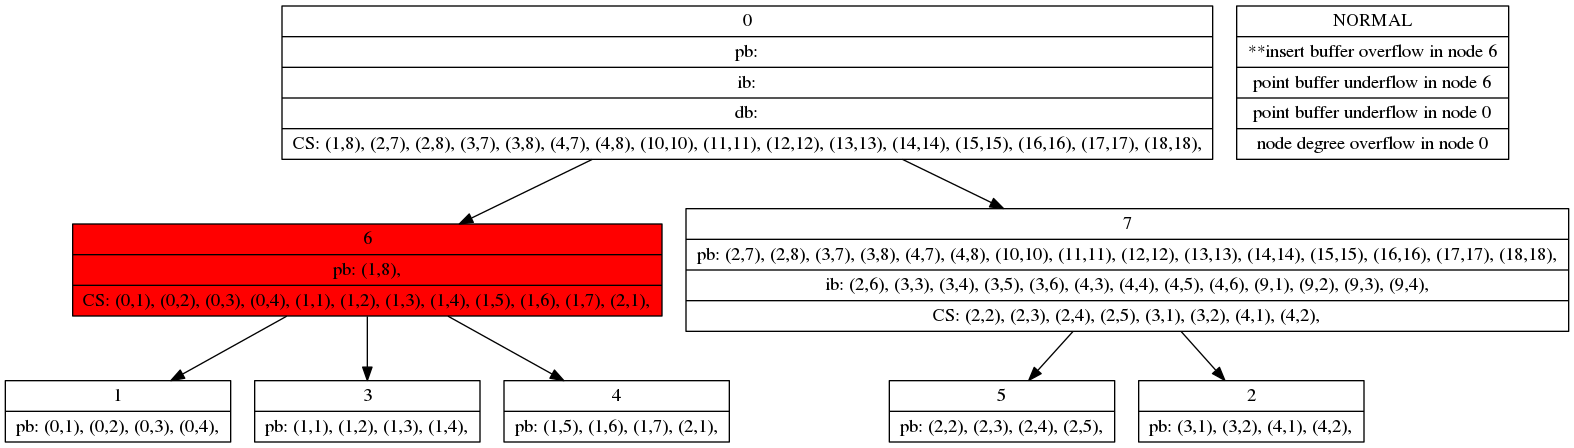 0
pb:
ib:
db:
CS: (1,8), (2,7), (2,8), (3,7), (3,8), (4,7), (4,8), (10,10), (11,11), (12,12), (13,13), (14,14), (15,15), (16,16), (17,17), (18,18),
NORMAL
**insert buffer overflow in node 6
point buffer underflow in node 6
point buffer underflow in node 0
node degree overflow in node 0
6
pb: (1,8),
CS: (0,1), (0,2), (0,3), (0,4), (1,1), (1,2), (1,3), (1,4), (1,5), (1,6), (1,7), (2,1),
7
pb: (2,7), (2,8), (3,7), (3,8), (4,7), (4,8), (10,10), (11,11), (12,12), (13,13), (14,14), (15,15), (16,16), (17,17), (18,18),
ib: (2,6), (3,3), (3,4), (3,5), (3,6), (4,3), (4,4), (4,5), (4,6), (9,1), (9,2), (9,3), (9,4),
CS: (2,2), (2,3), (2,4), (2,5), (3,1), (3,2), (4,1), (4,2),
1
pb: (0,1), (0,2), (0,3), (0,4),
3
pb: (1,1), (1,2), (1,3), (1,4),
4
pb: (1,5), (1,6), (1,7), (2,1),
5
pb: (2,2), (2,3), (2,4), (2,5),
2
pb: (3,1), (3,2), (4,1), (4,2),